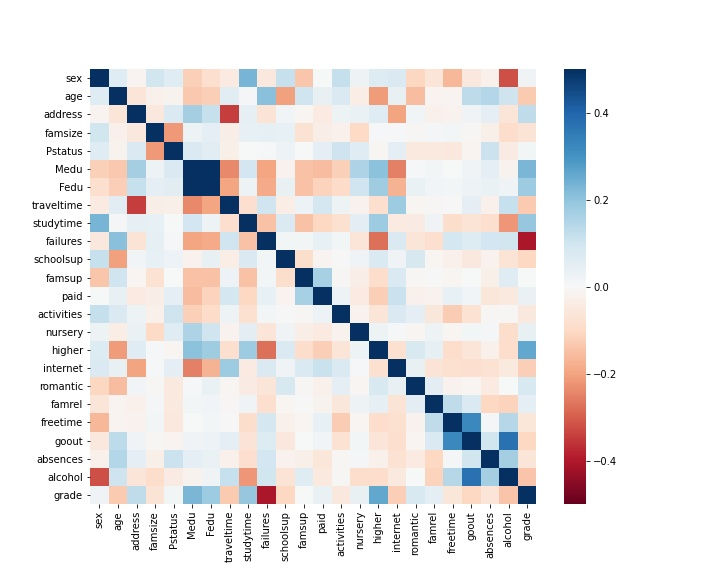 sex
age
address
famsize
Pstatus
Medu
Fedu
traveltime
studytime
failures
schoolsup
famsup
paid
activities
nursery
higher
internet
romantic
famrel
freetime
goout
absences
alcohol
grade
sex
age
address
famsize
Pstatus
Medu
Fedu
traveltime
studytime
failures
schoolsup
famsup
paid
activities
nursery
higher
internet
romantic
famrel
freetime
goout
absences
alcohol
grade
0.4
0.2
0.0
−0.2
−0.4